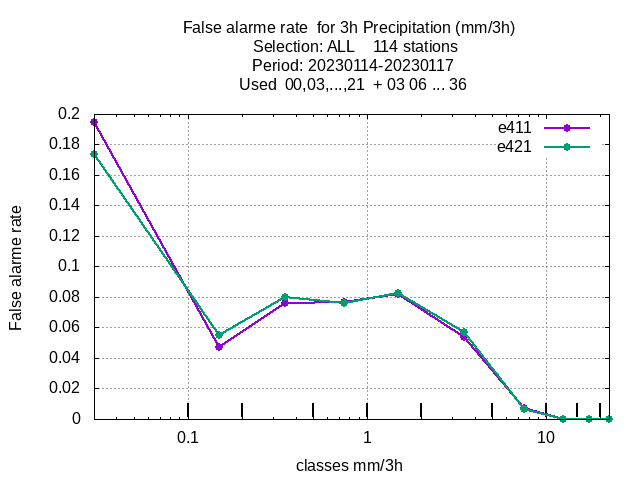 False alarme rate  for 3h Precipitation (mm/3h)
Selection: ALL    114 stations
Period: 20230114-20230117
Used  00,03,...,21  + 03 06 ... 36
e411
e421
0.2
0.18
0.16
0.14
0.12
0.1
0.08
0.06
0.04
0.02
0
False alarme rate
0.1
1
10
classes mm/3h